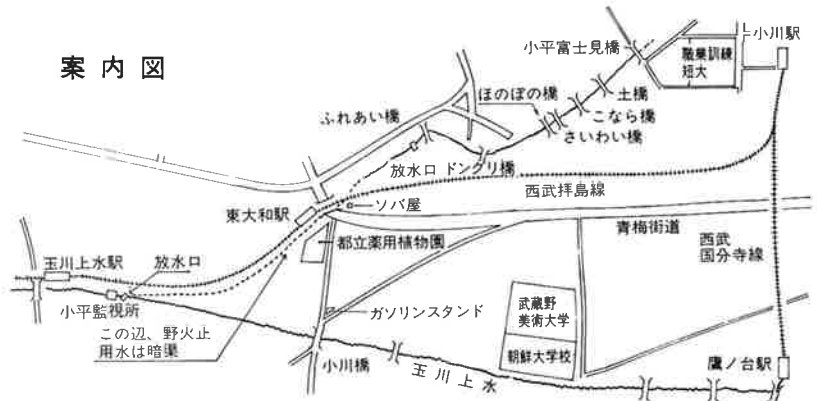 案内図
小川駅
小平富士見橋
職業訓練
短大
ほのぼの橋
土橋
こなら橋
さいわい橋
ふれあい橋
放水口
ドングリ橋
西武拝島線
ソバ屋
東大和駅
青梅街道
西武
国分寺線
都立薬用植物園
玉川上水駅
放水口
小平監視所
ガソリンスタンド
武蔵野
美術大学
この辺、野火止
用水は暗渠
朝鮮大学校
小川橋
玉川上水
鷹ノ台駅